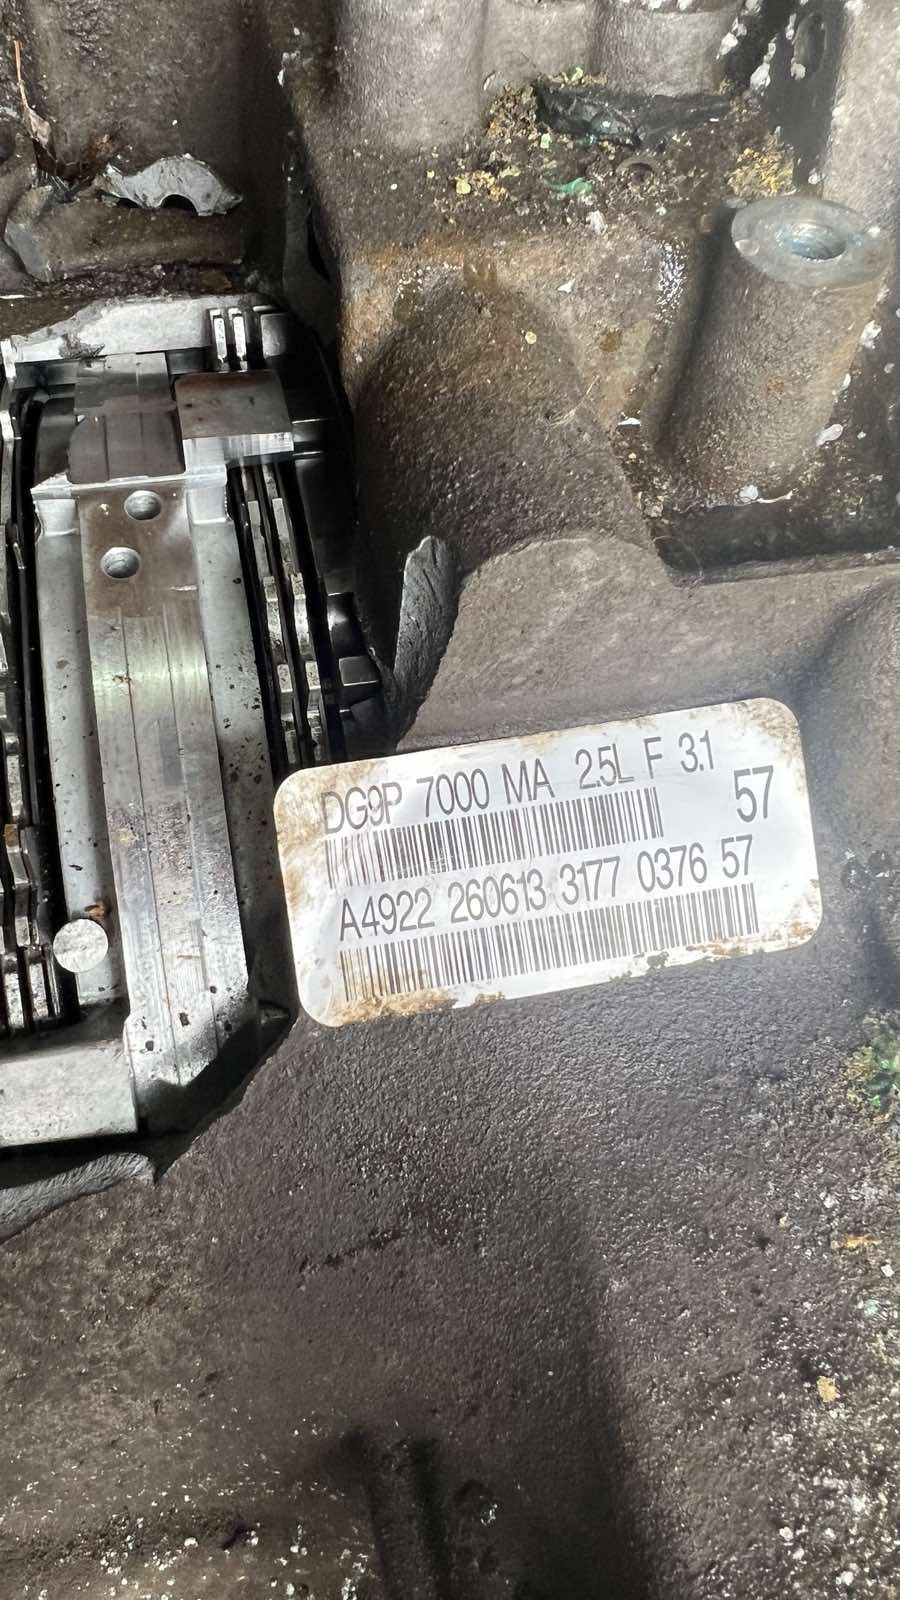 DG9P 7000 MA 2.5L F 3.1
57
A4922 260613 3177 0376 57